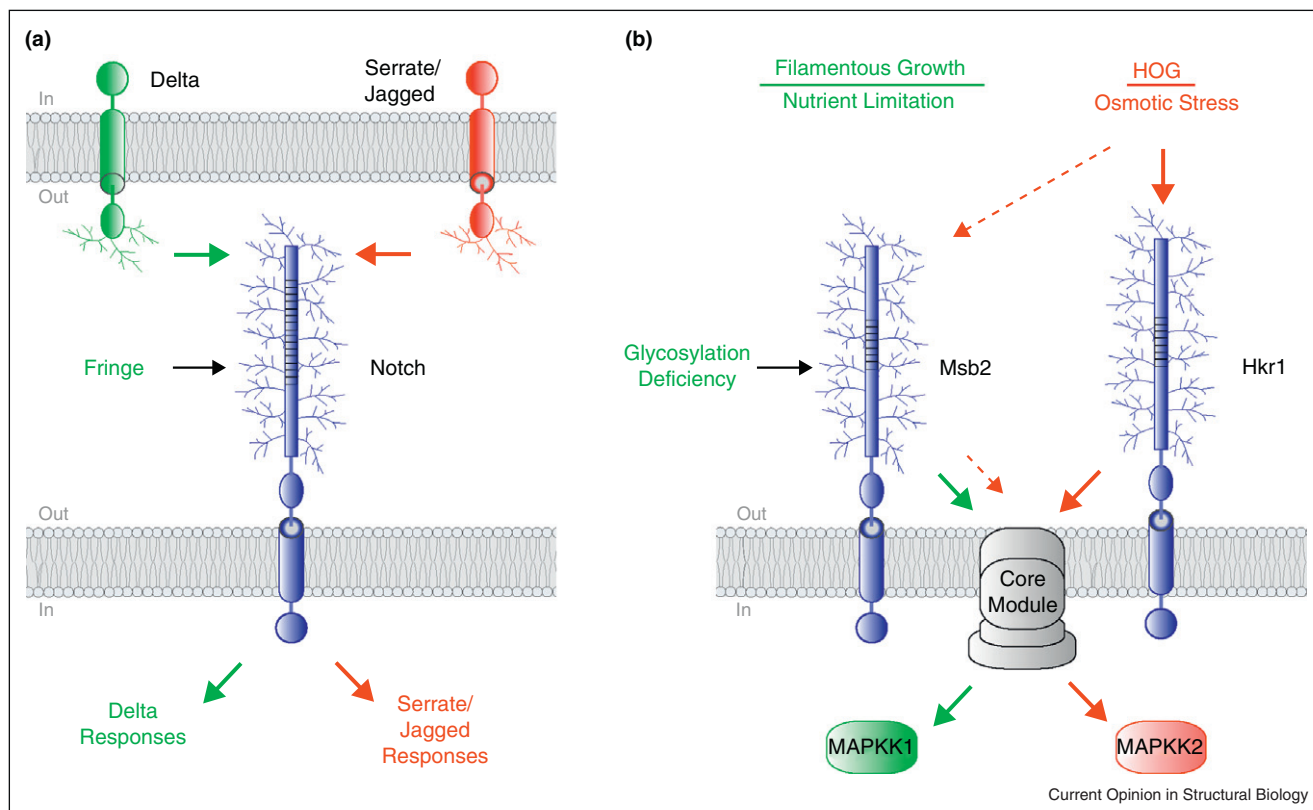 (a)
Delta
Serrate/
Jagged
In
Out
Fringe
Notch
Out
In
Delta
Responses
Serrate/
Jagged
Responses
(b)
Filamentous Growth
Nutrient Limitation
HOG
Osmotic Stress
Glycosylation
Deficiency
Msb2
Hkr1
Out
In
Core
Module
MAPKK1
MAPKK2
Current Opinion in Structural Biology